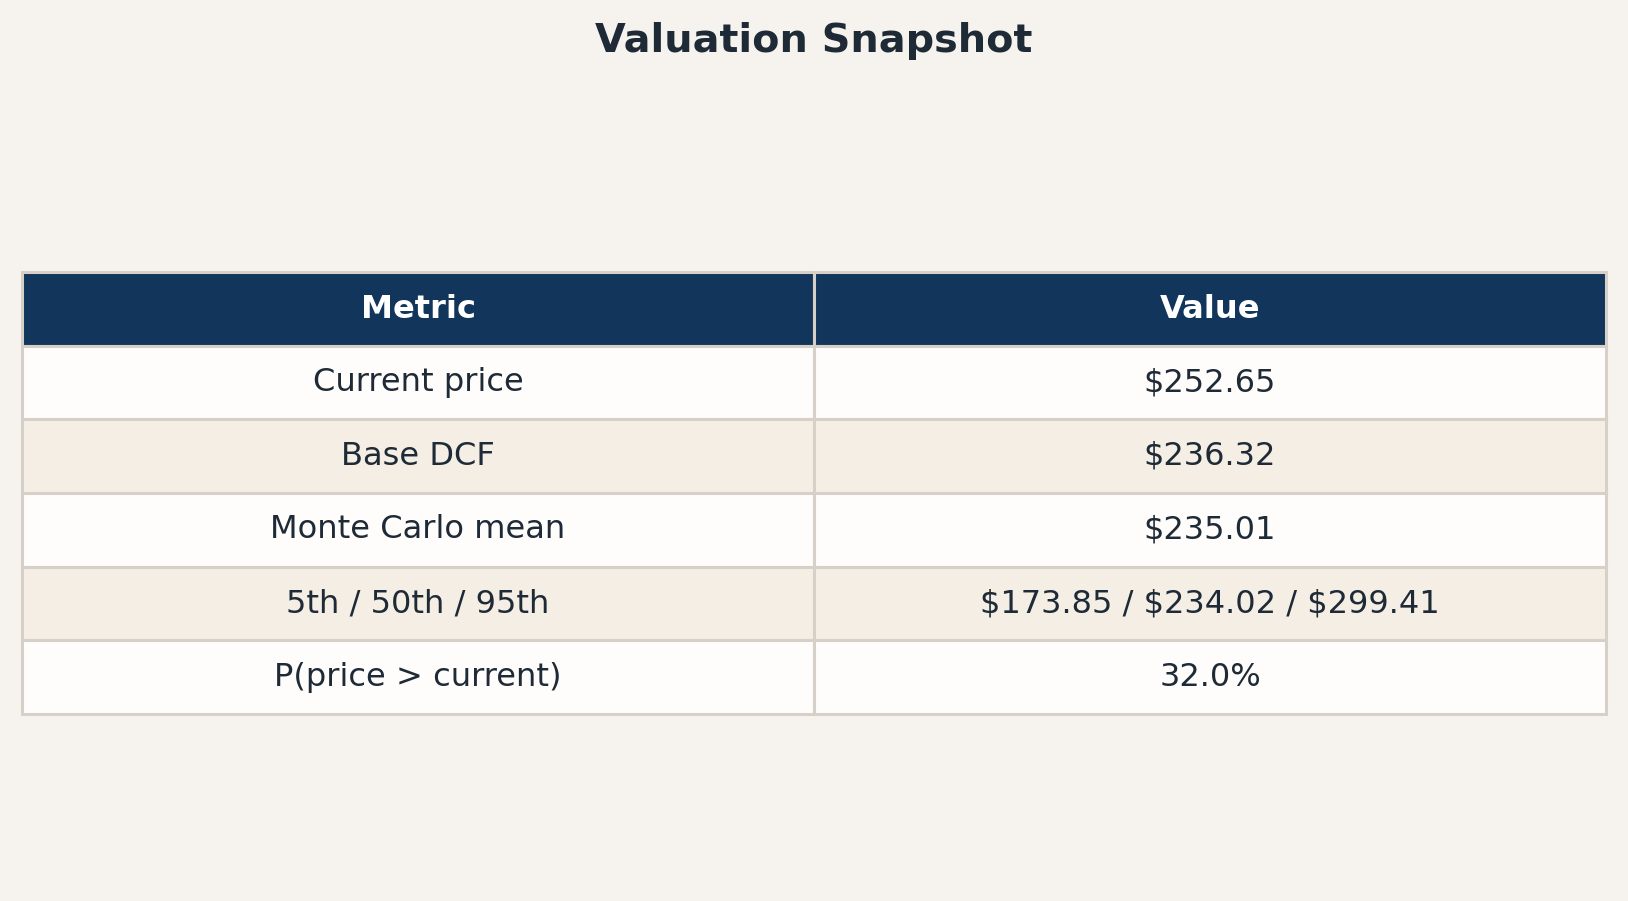 Valuation Snapshot
Metric Value
Current price $252.65
Base DCF $236.32
Monte Carlo mean $235.01
5th / 50th / 95th $173.85 / $234.02 / $299.41
P(price > current) 32.0%